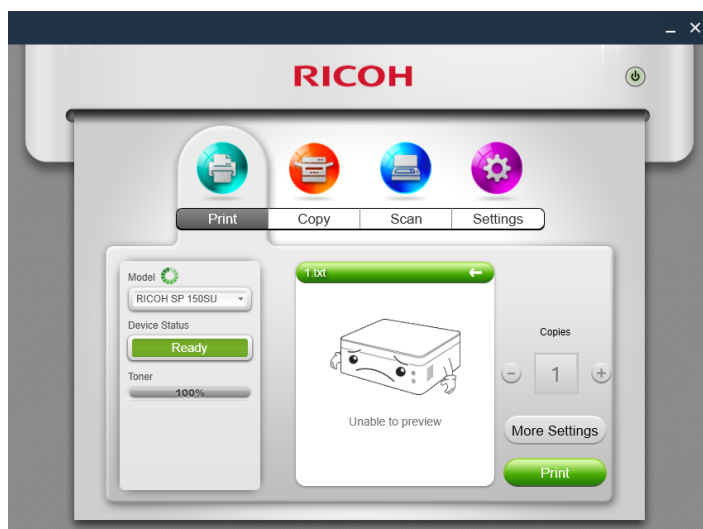 RICOH
Print Copy Scan Settings
Model
RICOH SP 150SU
Device Status
Ready
Toner
100%
1.txt
Unable to preview
Copies
1
More Settings
Print